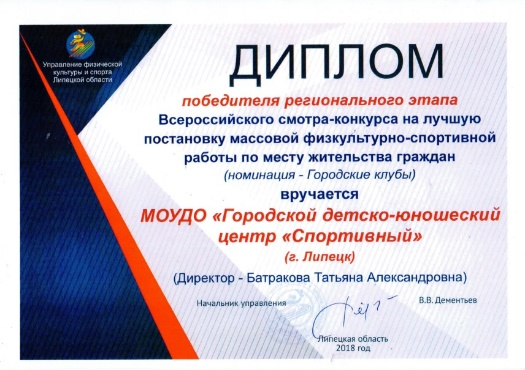 Управление физической
культуры и спорта
Липецкой области
ДИПЛОМ
победителя регионального этапа
Всероссийского смотра-конкурса на лучшую
постановку массовой физкультурно-спортивной
работы по месту жительства граждан
(номинация - Городские клубы)
вручается
МОУДО «Городской детско-юношеский
центр «Спортивный»
(г. Липецк)
(Директор - Батракова Татьяна Александровна)
Начальник управления
В.В. Дементьев
Липецкая область
2018 год